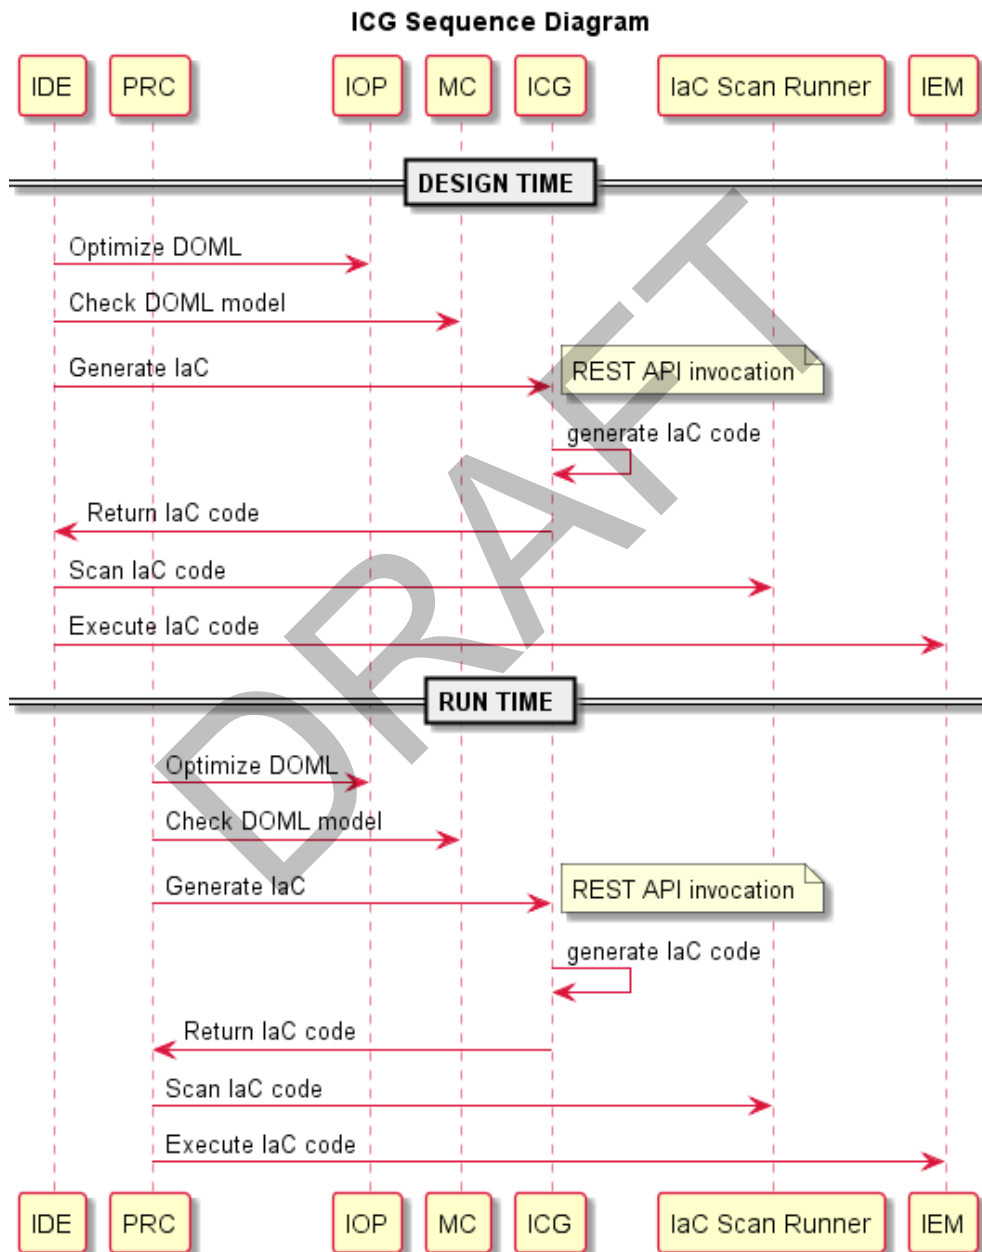 ICG Sequence Diagram
IDE PRC IOP MC ICG IaC Scan Runner IEM
DESIGN TIME
Optimize DOML
Check DOML model
Generate IaC
REST API invocation
generate IaC code
Return IaC code
Scan IaC code
Execute IaC code
RUN TIME
Optimize DOML
Check DOML model
Generate IaC
REST API invocation
generate IaC code
Return IaC code
Scan IaC code
Execute IaC code
IDE PRC IOP MC ICG IaC Scan Runner IEM
DRAFT